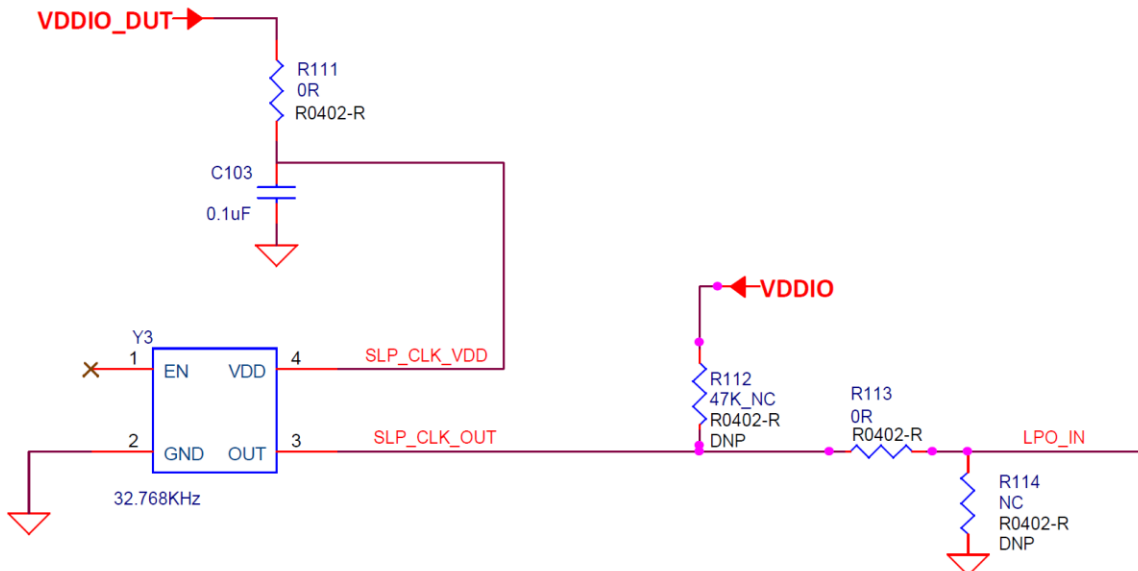 VDDIO_DUT
R111
0R
R0402-R
C103
0.1uF
VDDIO
Y3
1
EN
VDD
4
SLP_CLK_VDD
2
GND
OUT
3
SLP_CLK_OUT
32.768KHz
R112
47K_NC
R0402-R
DNP
R113
0R
R0402-R
LPO_IN
R114
NC
R0402-R
DNP